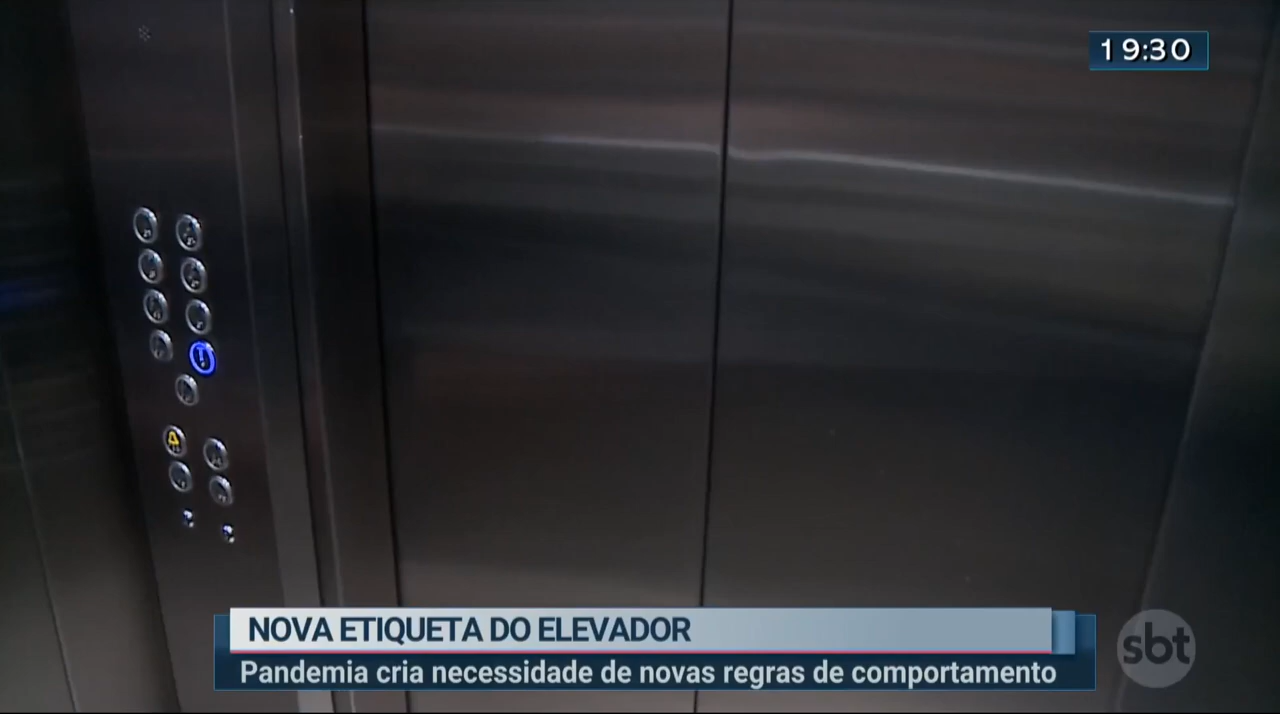 19:30
NOVA ETIQUETA DO ELEVADOR
Pandemia cria necessidade de novas regras de comportamento
sbt